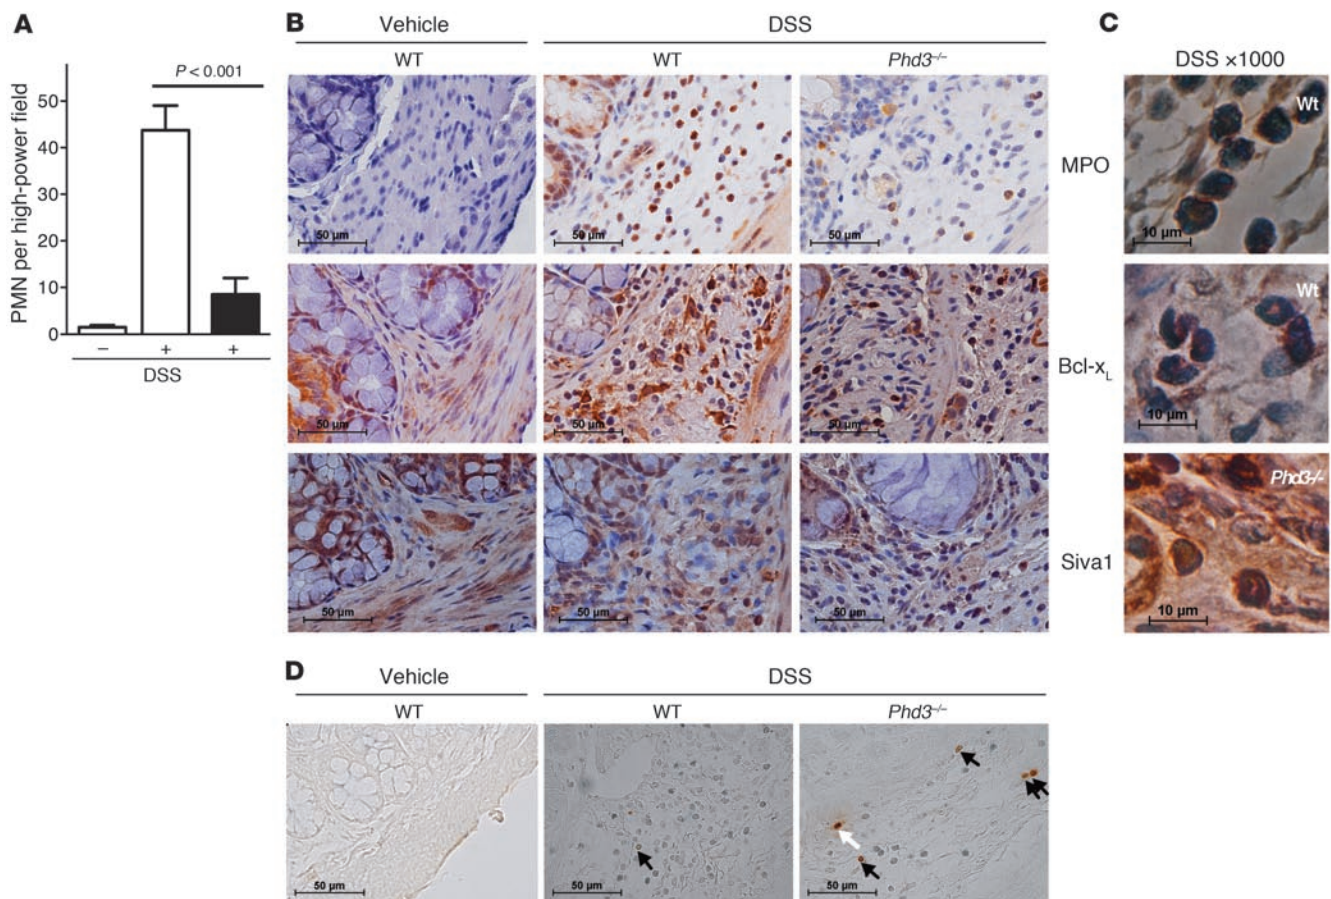 A
P < 0.001
PMN per high-power field
50
40
30
20
10
0
– + +
DSS
B
Vehicle DSS
WT WT Phd3–/–
50 µm 50 µm 50 µm
MPO
50 µm 50 µm 50 µm
Bcl-xL
50 µm 50 µm 50 µm
Siva1
C
DSS ×1000
Wt
10 µm
Wt
10 µm
Phd3-/-
10 µm
D
Vehicle DSS
WT WT Phd3–/–
50 µm 50 µm 50 µm